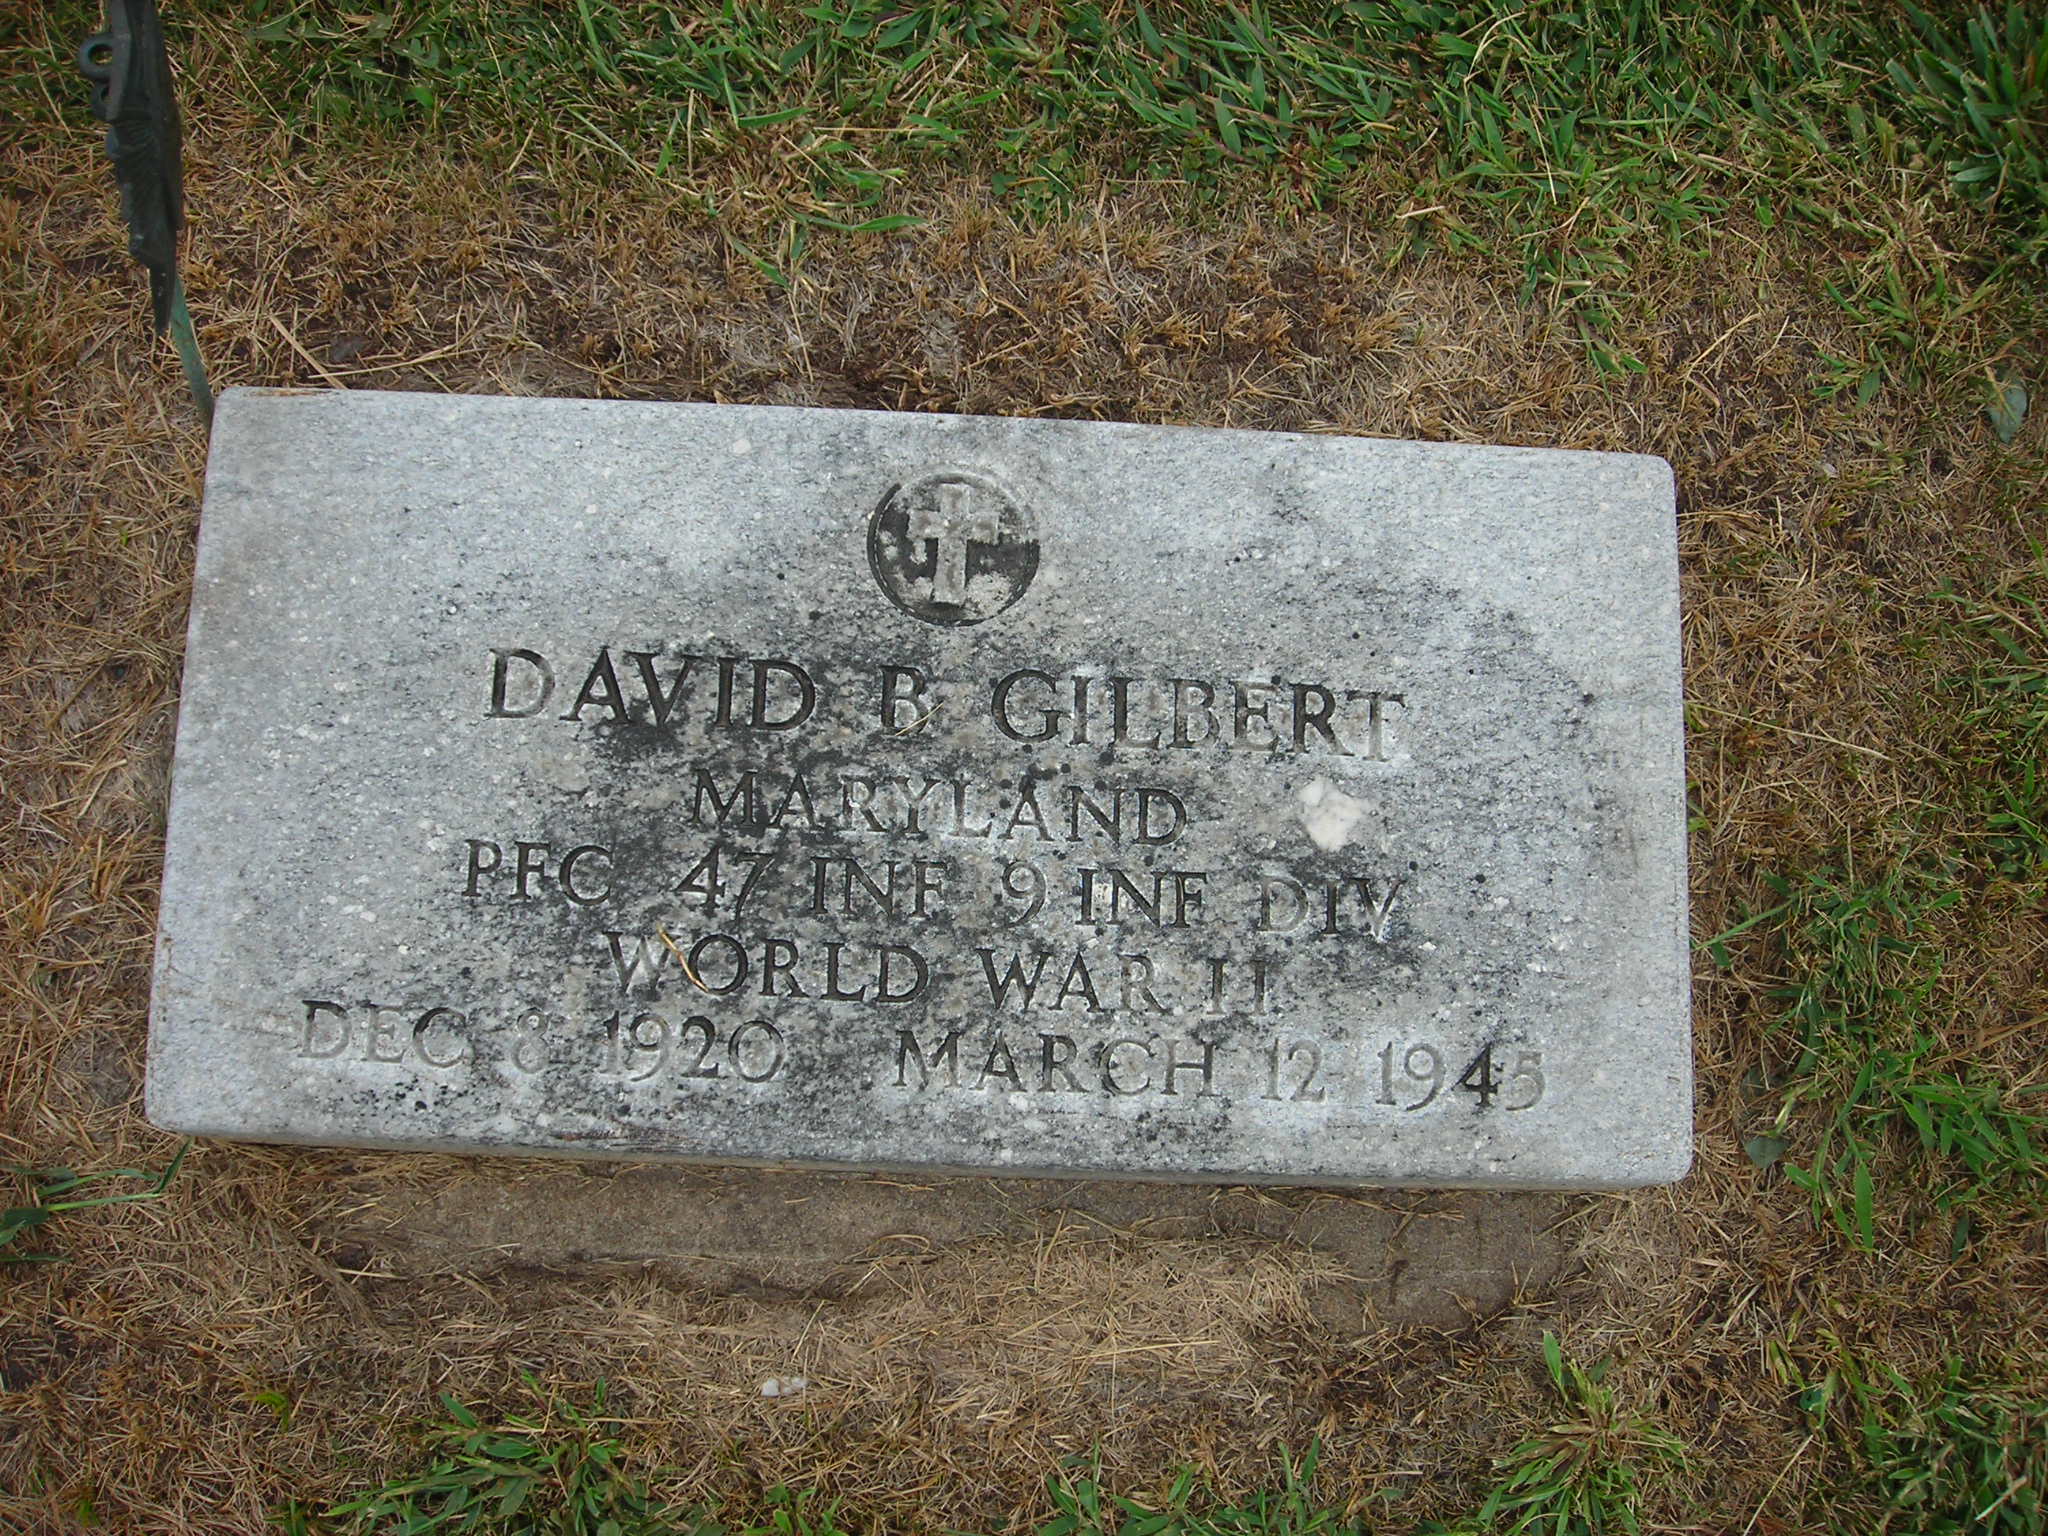 DAVID B GILBERT
MARYLAND
PFC 47 INF 9 INF DIV
WORLD WAR II
DEC 8 1920 MARCH 12 1945